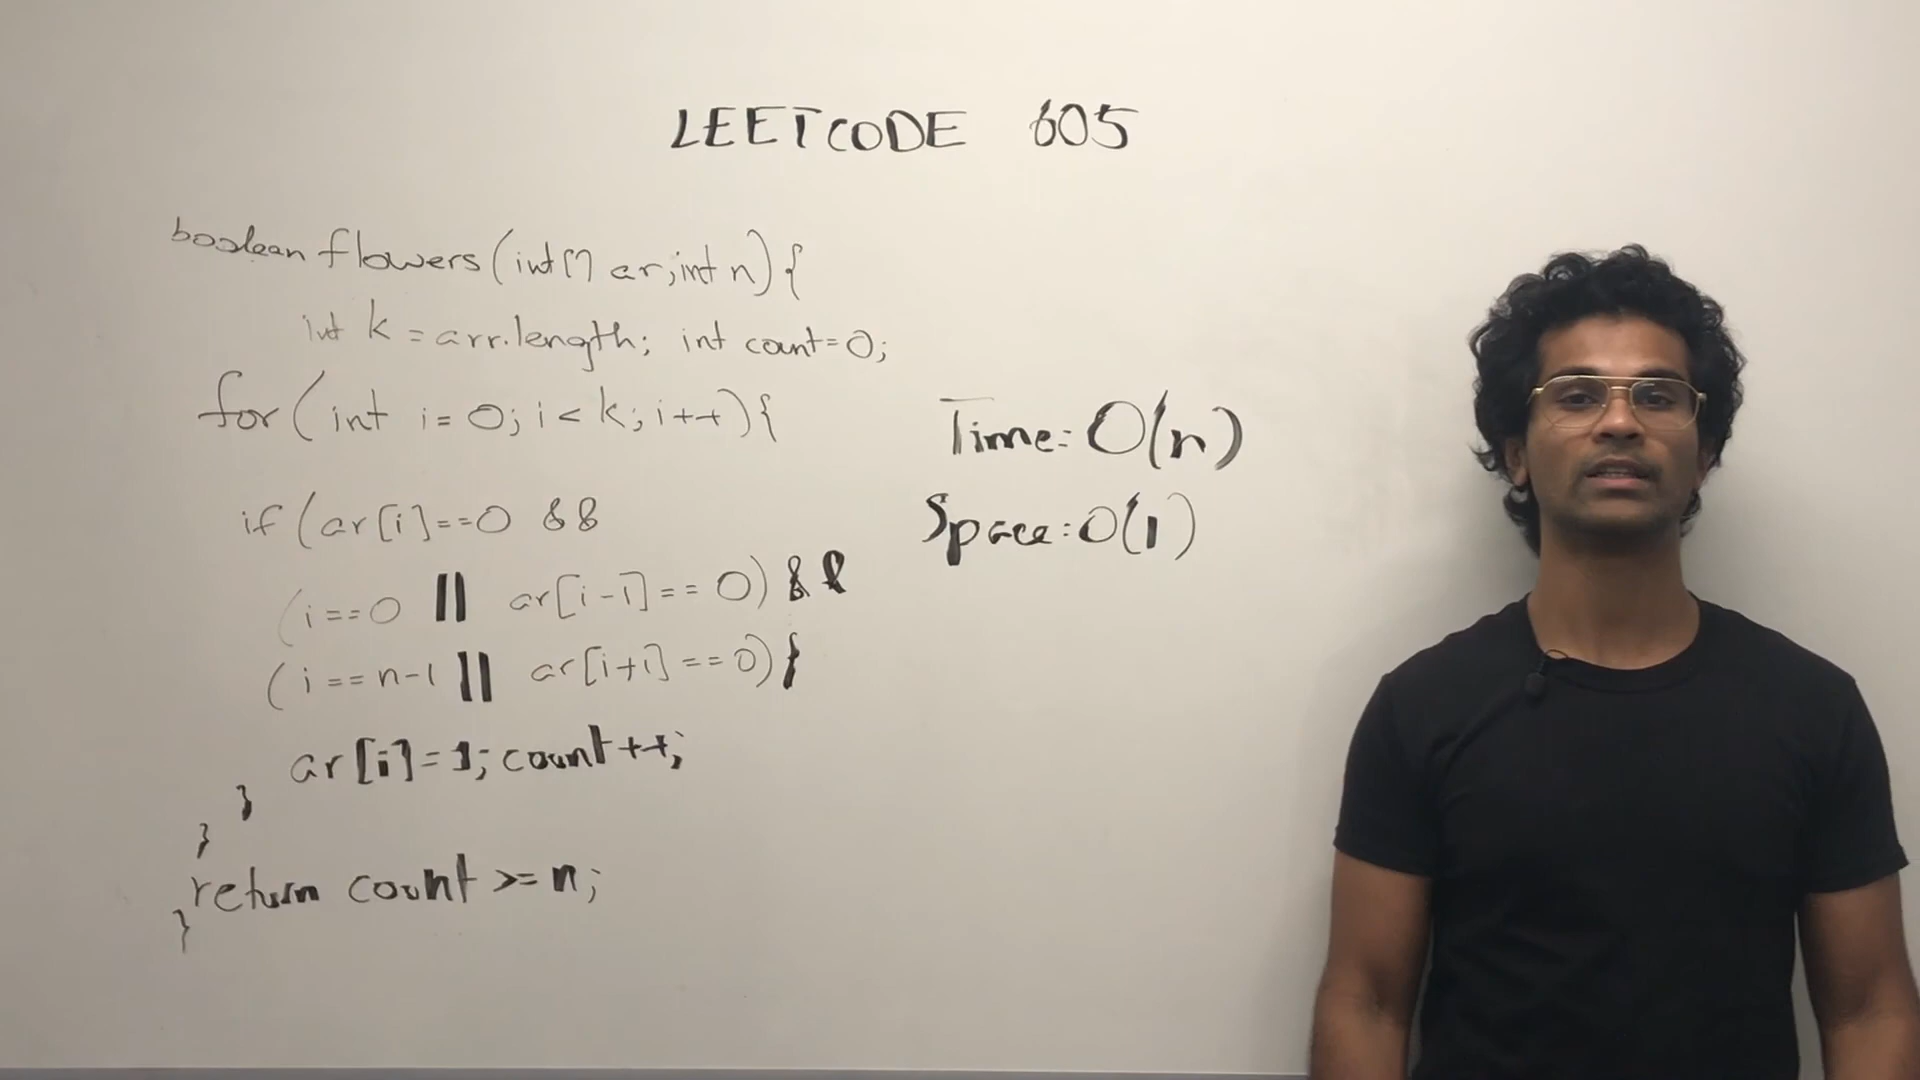 LEETCODE 605
boolean flowers(int[] ar, int n){
int k = arr.length; int count=0;
for(int i=0; i<k; i++){
if(ar[i]==0 &&
(i==0 || ar[i-1]==0) &&
(i==n-1 || ar[i+1]==0)}
ar[i]=1; count++;
}
}
return count >= n;
}
Time: O(n)
Space: O(1)